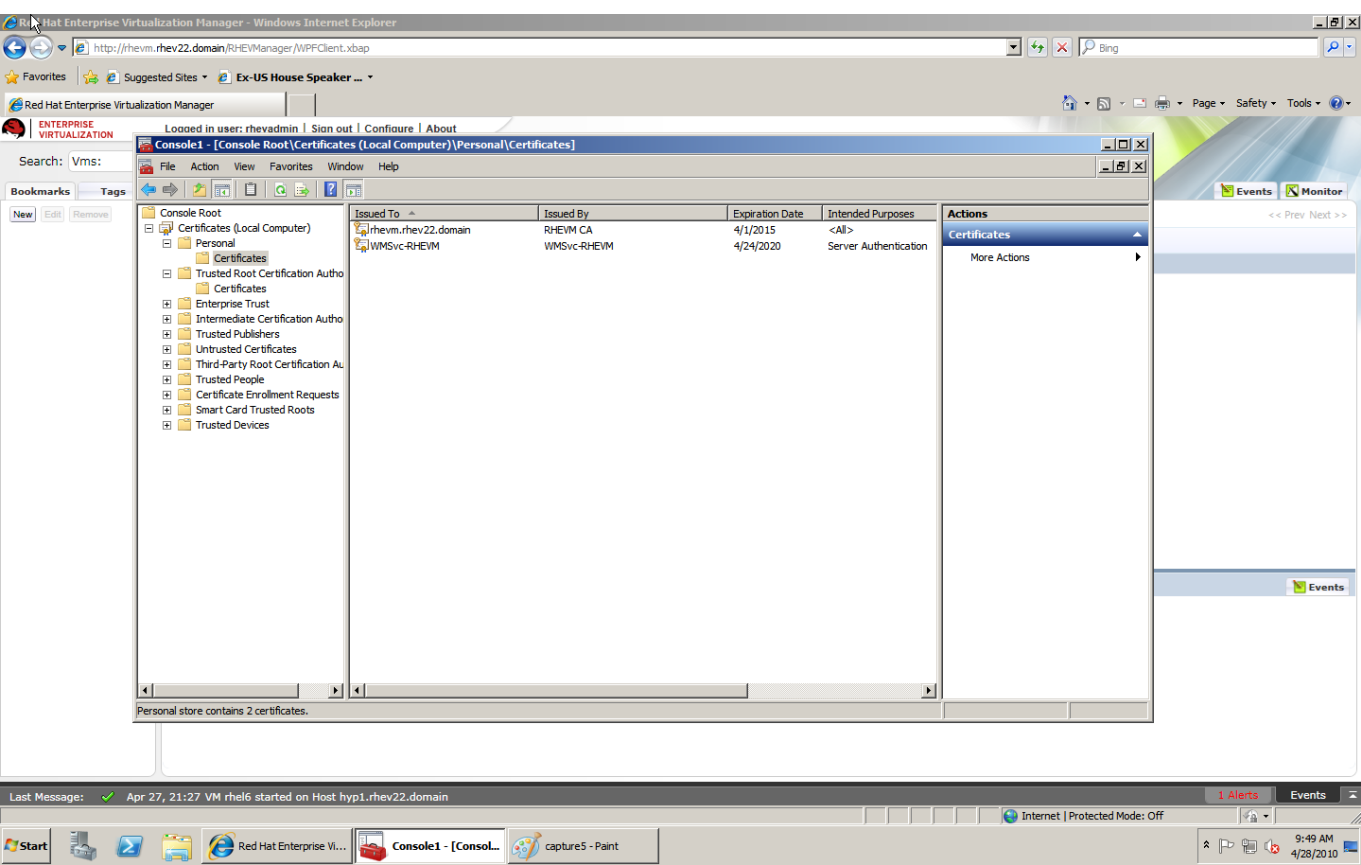 Red Hat Enterprise Virtualization Manager - Windows Internet Explorer
http://rhevm.rhev22.domain/RHEVManager/WPFClient.xbap
Bing
Favorites Suggested Sites Ex-US House Speaker ...
Red Hat Enterprise Virtualization Manager
Page Safety Tools
ENTERPRISE
VIRTUALIZATION
Logged in user: rhevadmin | Sign out | Configure | About
Console1 - [Console Root\Certificates (Local Computer)\Personal\Certificates]
Search: Vms:
File Action View Favorites Window Help
Bookmarks Tags
Events Monitor
New Edit Remove
<< Prev Next >>
Console Root
Certificates (Local Computer)
Personal
Certificates
Trusted Root Certification Autho
Certificates
Enterprise Trust
Intermediate Certification Autho
Trusted Publishers
Untrusted Certificates
Third-Party Root Certification Au
Trusted People
Certificate Enrollment Requests
Smart Card Trusted Roots
Trusted Devices
Issued To Issued By Expiration Date Intended Purposes
rhevm.rhev22.domain RHEVM CA 4/1/2015 <All>
WMSvc-RHEVM WMSvc-RHEVM 4/24/2020 Server Authentication
Actions
Certificates
More Actions
Events
Personal store contains 2 certificates.
Last Message: Apr 27, 21:27 VM rhel6 started on Host hyp1.rhev22.domain
1 Alerts Events
Internet | Protected Mode: Off
Start Red Hat Enterprise Vi... Console1 - [Consol... capture5 - Paint
9:49 AM
4/28/2010